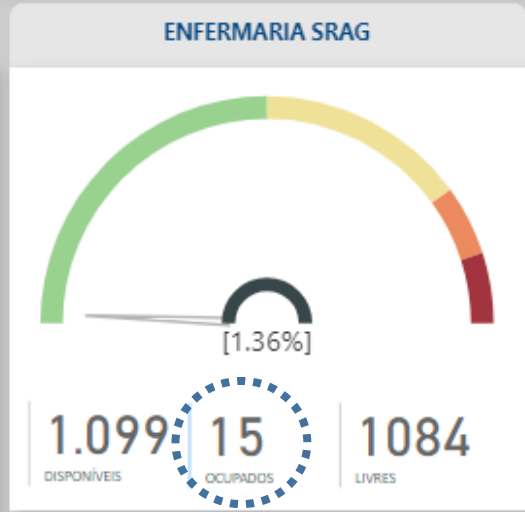 ENFERMARIA SRAG
[1.36%]
1.099 15 1084
DISPONÍVEIS OCUPADOS LIVRES